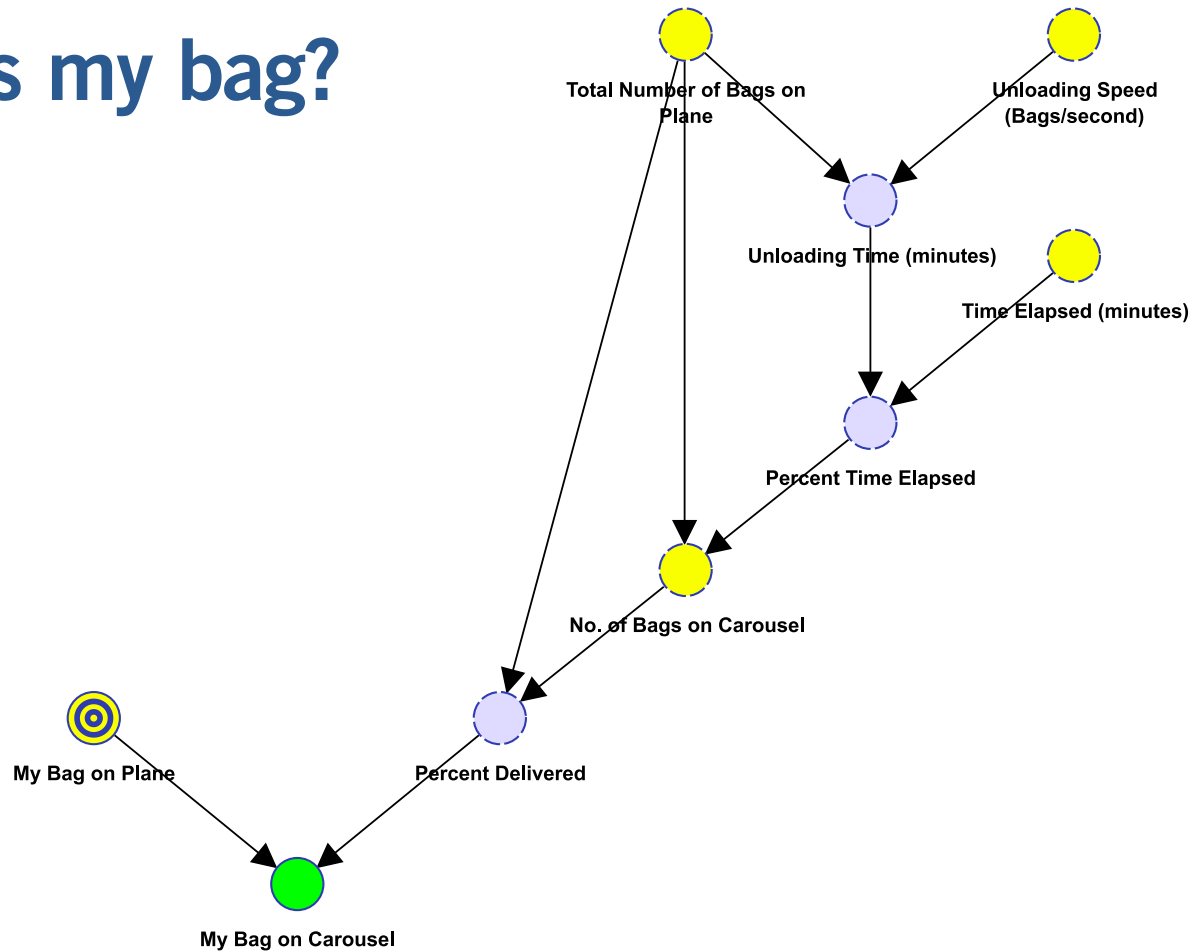 s my bag?
Total Number of Bags on
Plane
Unloading Speed
(Bags/second)
Unloading Time (minutes)
Time Elapsed (minutes)
Percent Time Elapsed
No. of Bags on Carousel
My Bag on Plane
Percent Delivered
My Bag on Carousel